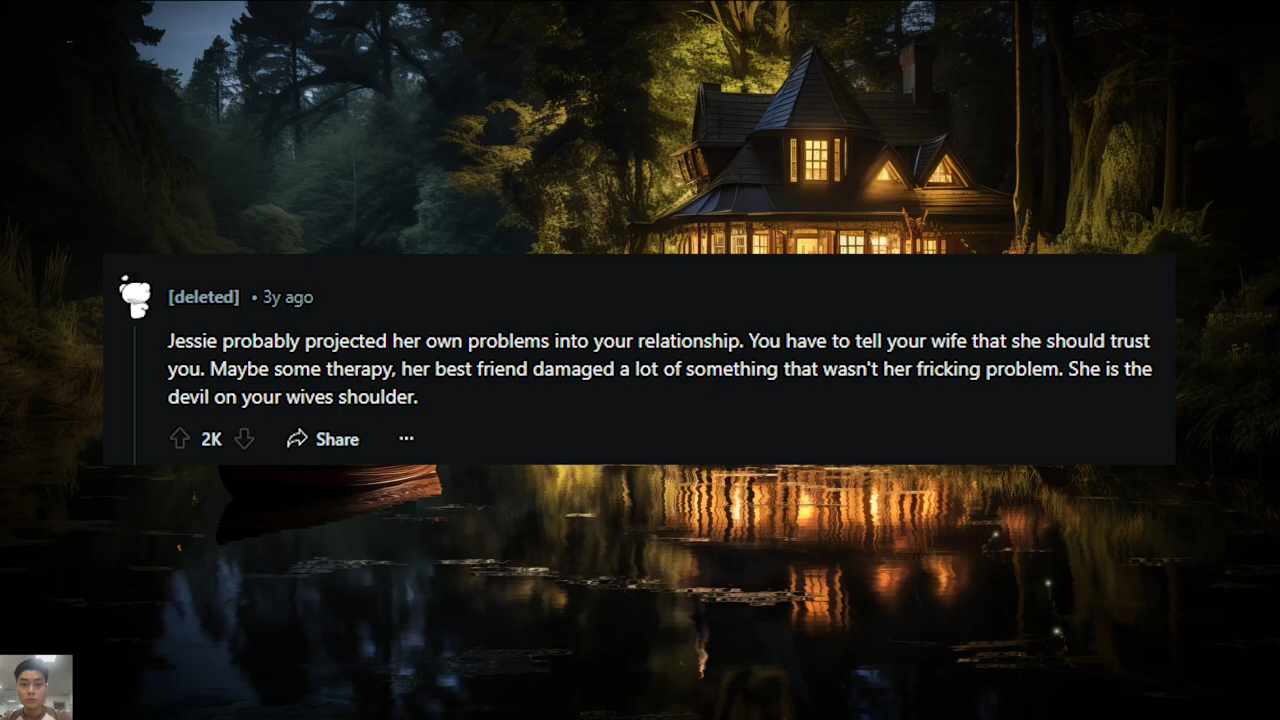 [deleted] • 3y ago
Jessie probably projected her own problems into your relationship. You have to tell your wife that she should trust
you. Maybe some therapy, her best friend damaged a lot of something that wasn't her fricking problem. She is the
devil on your wives shoulder.
2K Share ...